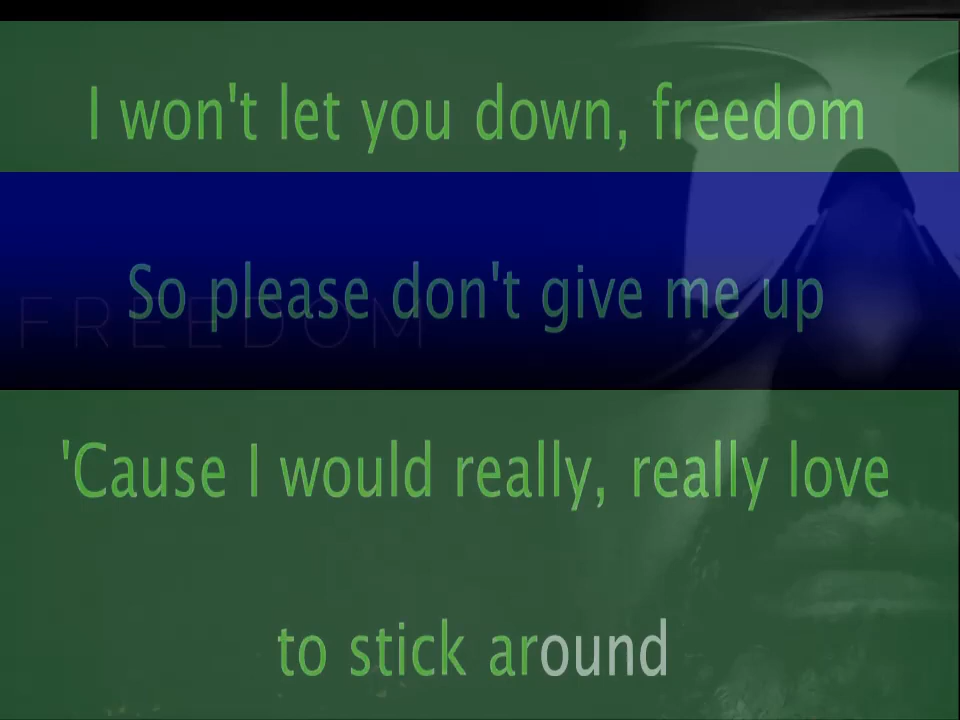 I won't let you down, freedom
So please don't give me up
FREEDOM
'Cause I would really, really love
to stick around